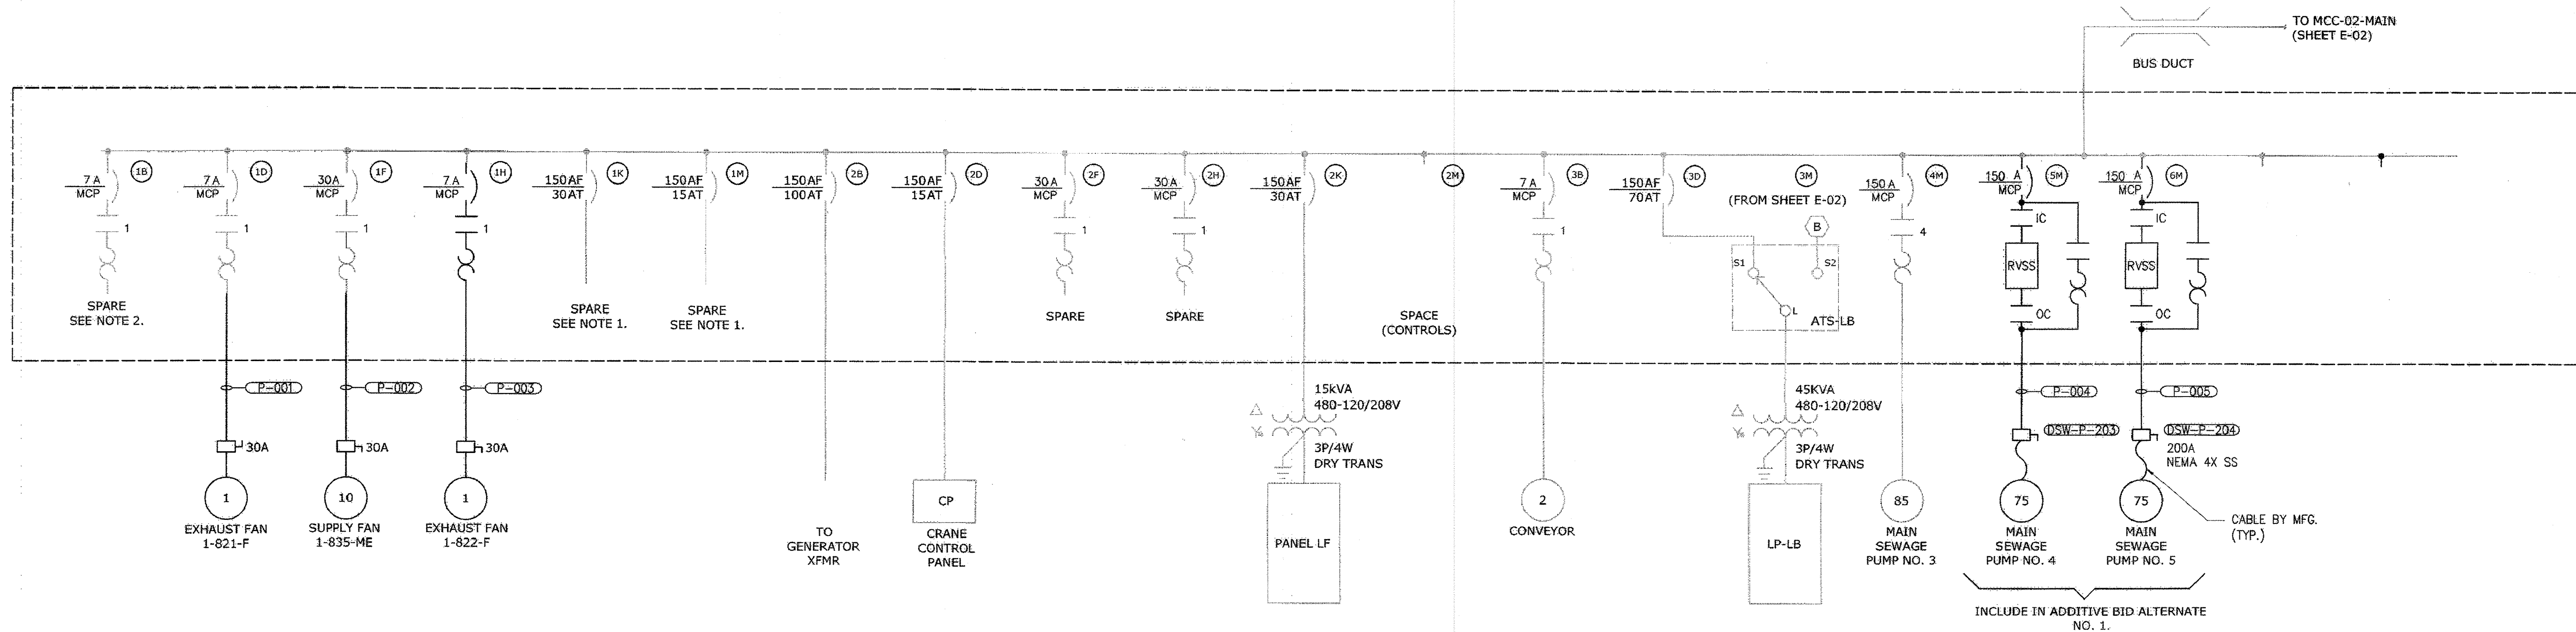 TO MCC-02-MAIN
(SHEET E-02)
BUS DUCT
7 A
MCP
1B
1
SPARE
SEE NOTE 2.
7 A
MCP
1D
1
P-001
30A
1
EXHAUST FAN
1-821-F
30A
MCP
1F
1
P-002
30A
10
SUPPLY FAN
1-835-ME
7 A
MCP
1H
1
P-003
30A
1
EXHAUST FAN
1-822-F
150AF
30AT
1K
SPARE
SEE NOTE 1.
150AF
15AT
1M
SPARE
SEE NOTE 1.
150AF
100AT
2B
TO
GENERATOR
XFMR
150AF
15AT
2D
CP
CRANE
CONTROL
PANEL
30 A
MCP
2F
1
SPARE
30 A
MCP
2H
1
SPARE
150AF
30AT
2K
15kVA
480-120/208V
3P/4W
DRY TRANS
PANEL LF
2M
SPACE
(CONTROLS)
7 A
MCP
3B
1
2
CONVEYOR
150AF
70AT
3D
3M
(FROM SHEET E-02)
B
S1
S2
L
ATS-LB
45KVA
480-120/208V
3P/4W
DRY TRANS
LP-LB
150 A
MCP
4M
4
85
MAIN
SEWAGE
PUMP NO. 3
150 A
MCP
5M
IC
RVSS
OC
P-004
DSW-P-203
75
MAIN
SEWAGE
PUMP NO. 4
150 A
MCP
6M
IC
RVSS
OC
P-005
DSW-P-204
200A
NEMA 4X SS
75
MAIN
SEWAGE
PUMP NO. 5
CABLE BY MFG.
(TYP.)
INCLUDE IN ADDITIVE BID ALTERNATE
NO. 1.